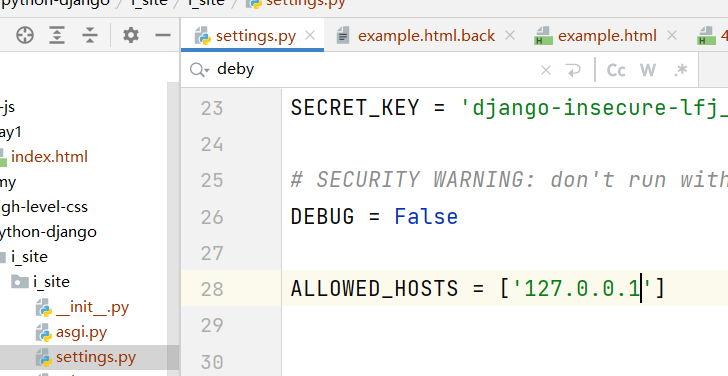 python-django / i_site / i_site / settings.py
settings.py
example.html.back
example.html
4
deby
Cc W .*
-js
ay1
index.html
my
gh-level-css
ython-django
i_site
i_site
__init__.py
asgi.py
settings.py
23 SECRET_KEY = 'django-insecure-lfj_
24
25 # SECURITY WARNING: don't run with
26 DEBUG = False
27
28 ALLOWED_HOSTS = ['127.0.0.1']
29
30